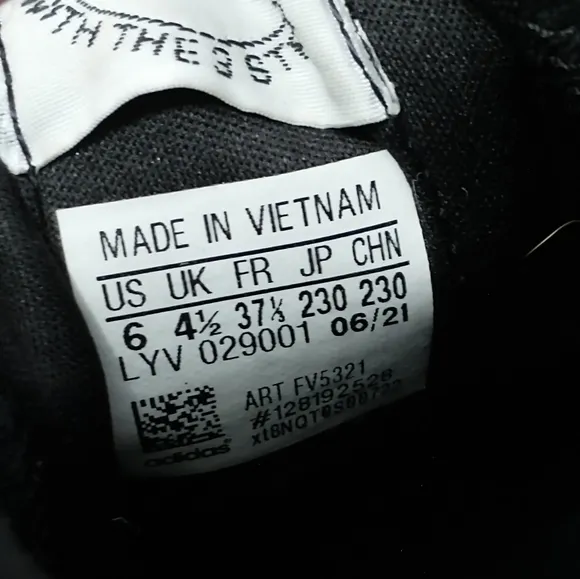 WITH THE 3 ST
MADE IN VIETNAM
US UK FR JP CHN
6 4½ 37⅓ 230 230
LYV 029001 06/21
ART FV5321
#128192528
adidas